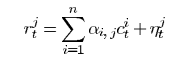 r_t^j = \sum_{i=1}^{n} \alpha_{i,j} c_t^i + \eta_t^j